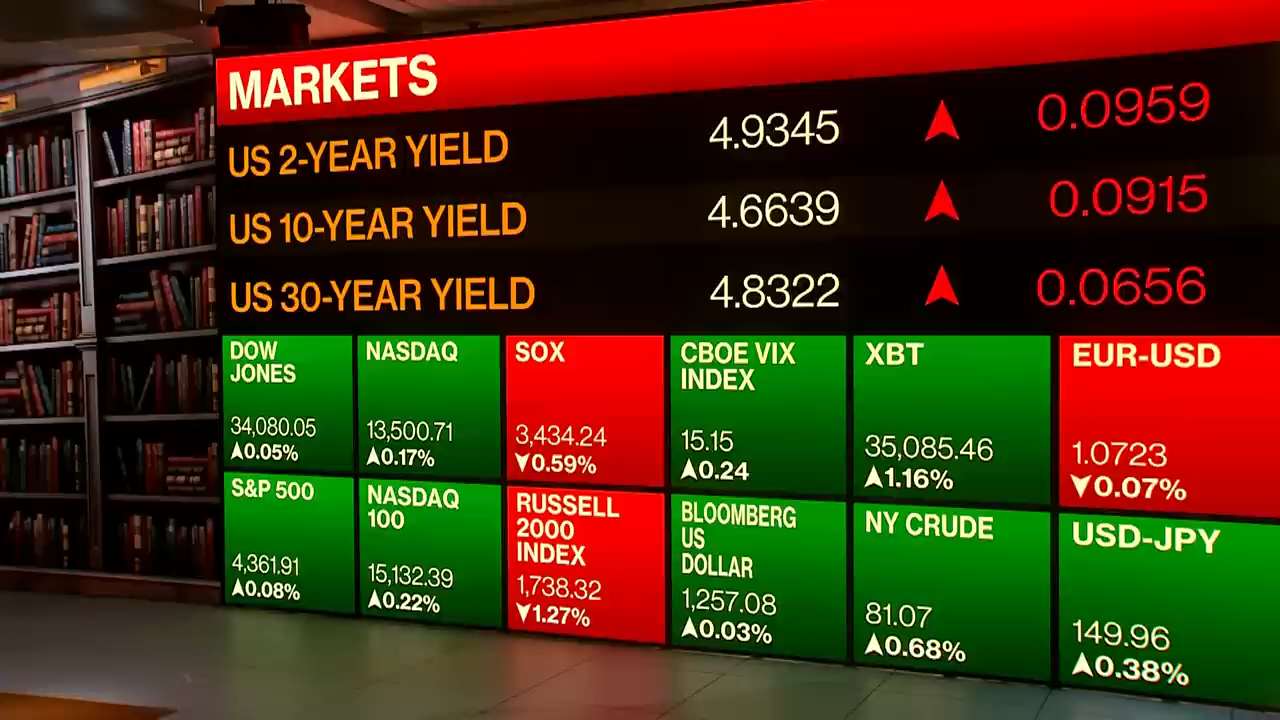 MARKETS
US 2-YEAR YIELD 4.9345 ▲ 0.0959
US 10-YEAR YIELD 4.6639 ▲ 0.0915
US 30-YEAR YIELD 4.8322 ▲ 0.0656
DOW
JONES
34,080.05
▲0.05%
NASDAQ
13,500.71
▲0.17%
SOX
3,434.24
▼0.59%
CBOE VIX
INDEX
15.15
▲0.24
XBT
35,085.46
▲1.16%
EUR-USD
1.0723
▼0.07%
S&P 500
4,361.91
▲0.08%
NASDAQ
100
15,132.39
▲0.22%
RUSSELL
2000
INDEX
1,738.32
▼1.27%
BLOOMBERG
US
DOLLAR
1,257.08
▲0.03%
NY CRUDE
81.07
▲0.68%
USD-JPY
149.96
▲0.38%